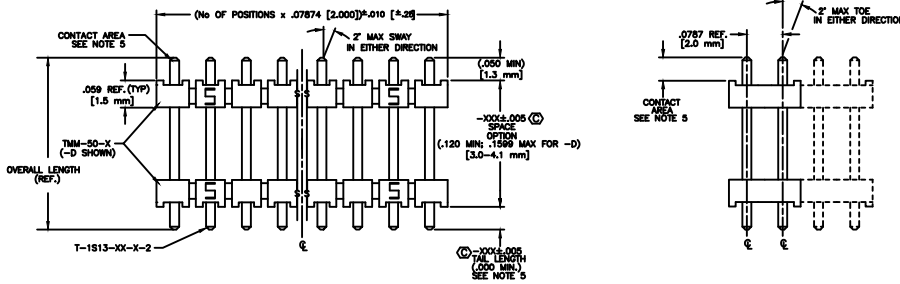 (No OF POSITIONS x .07874 [2.000])±.010 [±.25]
CONTACT AREA
SEE NOTE 5
2° MAX SWAY
IN EITHER DIRECTION
(.050 MIN)
[1.3 mm]
.059 REF.(TYP)
[1.5 mm]
-XXX±.005 C
SPACE
OPTION
(.120 MIN; .1599 MAX FOR -D)
[3.0-4.1 mm]
TMM-50-X
(-D SHOWN)
OVERALL LENGTH
(REF.)
T-1S13-XX-X-2
C -XXX±.005
TAIL LENGTH
(.000 MIN.)
SEE NOTE 5
S
S
S S
S
S
S S
℄
2° MAX TOE
IN EITHER DIRECTION
.0787 REF.
[2.0 mm]
CONTACT
AREA
SEE NOTE 5
℄
℄